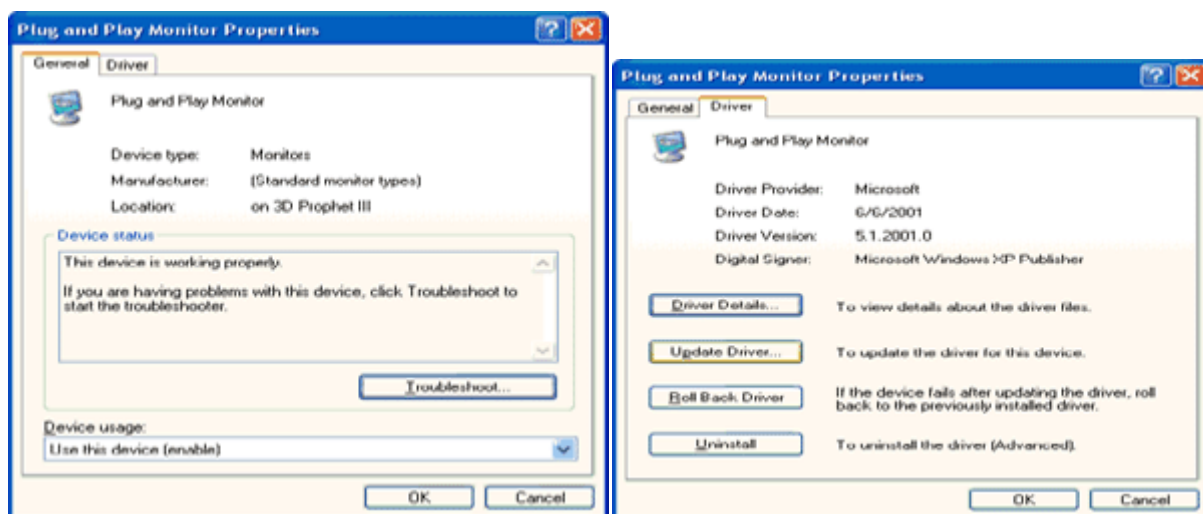 Plug and Play Monitor Properties
General Driver
Plug and Play Monitor
Device type: Monitors
Manufacturer: (Standard monitor types)
Location: on 3D Prophet III
Device status
This device is working properly.
If you are having problems with this device, click Troubleshoot to
start the troubleshooter.
Troubleshoot...
Device usage:
Use this device (enable)
OK Cancel
Plug and Play Monitor Properties
General Driver
Plug and Play Monitor
Driver Provider: Microsoft
Driver Date: 6/6/2001
Driver Version: 5.1.2001.0
Digital Signer: Microsoft Windows XP Publisher
Driver Details... To view details about the driver files.
Update Driver... To update the driver for this device.
Roll Back Driver If the device fails after updating the driver, roll
back to the previously installed driver.
Uninstall To uninstall the driver (Advanced).
OK Cancel